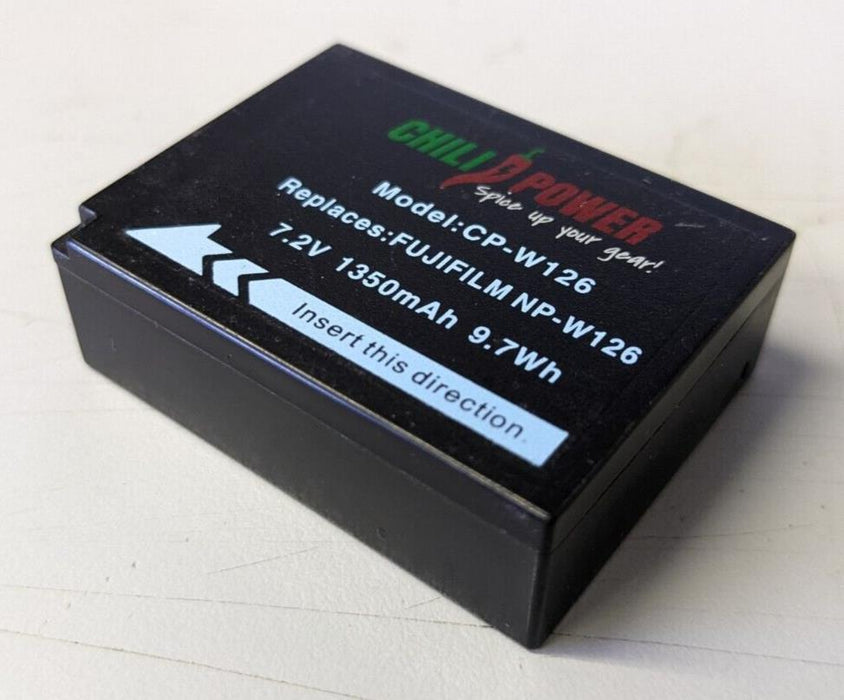 CHILI POWER
Spice up your gear!
Model:CP-W126
Replaces:FUJIFILM NP-W126
7.2V 1350mAh 9.7Wh
Insert this direction.